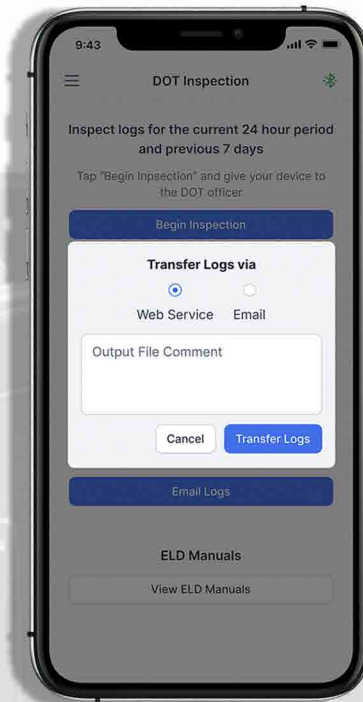 9:43
DOT Inspection
Inspect logs for the current 24 hour period
and previous 7 days
Tap "Begin Inpsection" and give your device to
the DOT officer
Begin Inspection
Transfer Logs via
Web Service Email
Output File Comment
Cancel Transfer Logs
Email Logs
ELD Manuals
View ELD Manuals